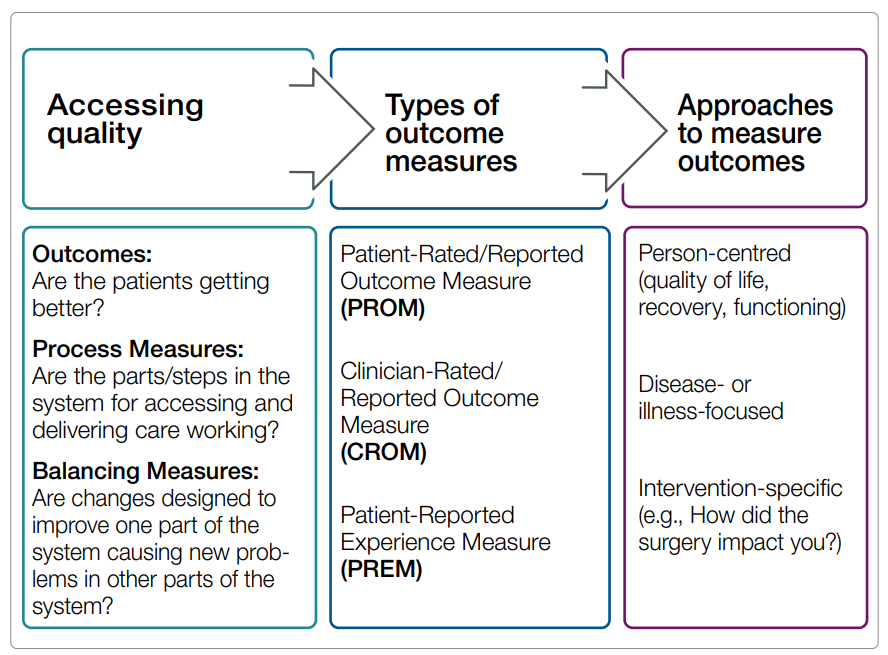 Accessing
quality
Types of
outcome
measures
Approaches
to measure
outcomes
Outcomes:
Are the patients getting
better?
Process Measures:
Are the parts/steps in the
system for accessing and
delivering care working?
Balancing Measures:
Are changes designed to
improve one part of the
system causing new prob-
lems in other parts of the
system?
Patient-Rated/Reported
Outcome Measure
(PROM)
Clinician-Rated/
Reported Outcome
Measure
(CROM)
Patient-Reported
Experience Measure
(PREM)
Person-centred
(quality of life,
recovery, functioning)
Disease- or
illness-focused
Intervention-specific
(e.g., How did the
surgery impact you?)